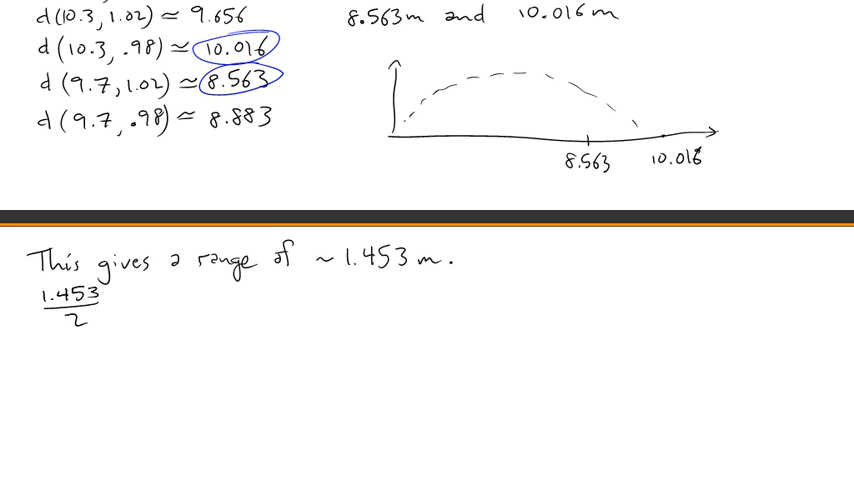 d(10.3, 1.02) ≃ 9.656
d(10.3, .98) ≃ 10.016
d(9.7, 1.02) ≃ 8.563
d(9.7, .98) ≃ 8.883
8.563m and 10.016m
8.563 10.016
This gives a range of ~ 1.453 m.
1.453
2